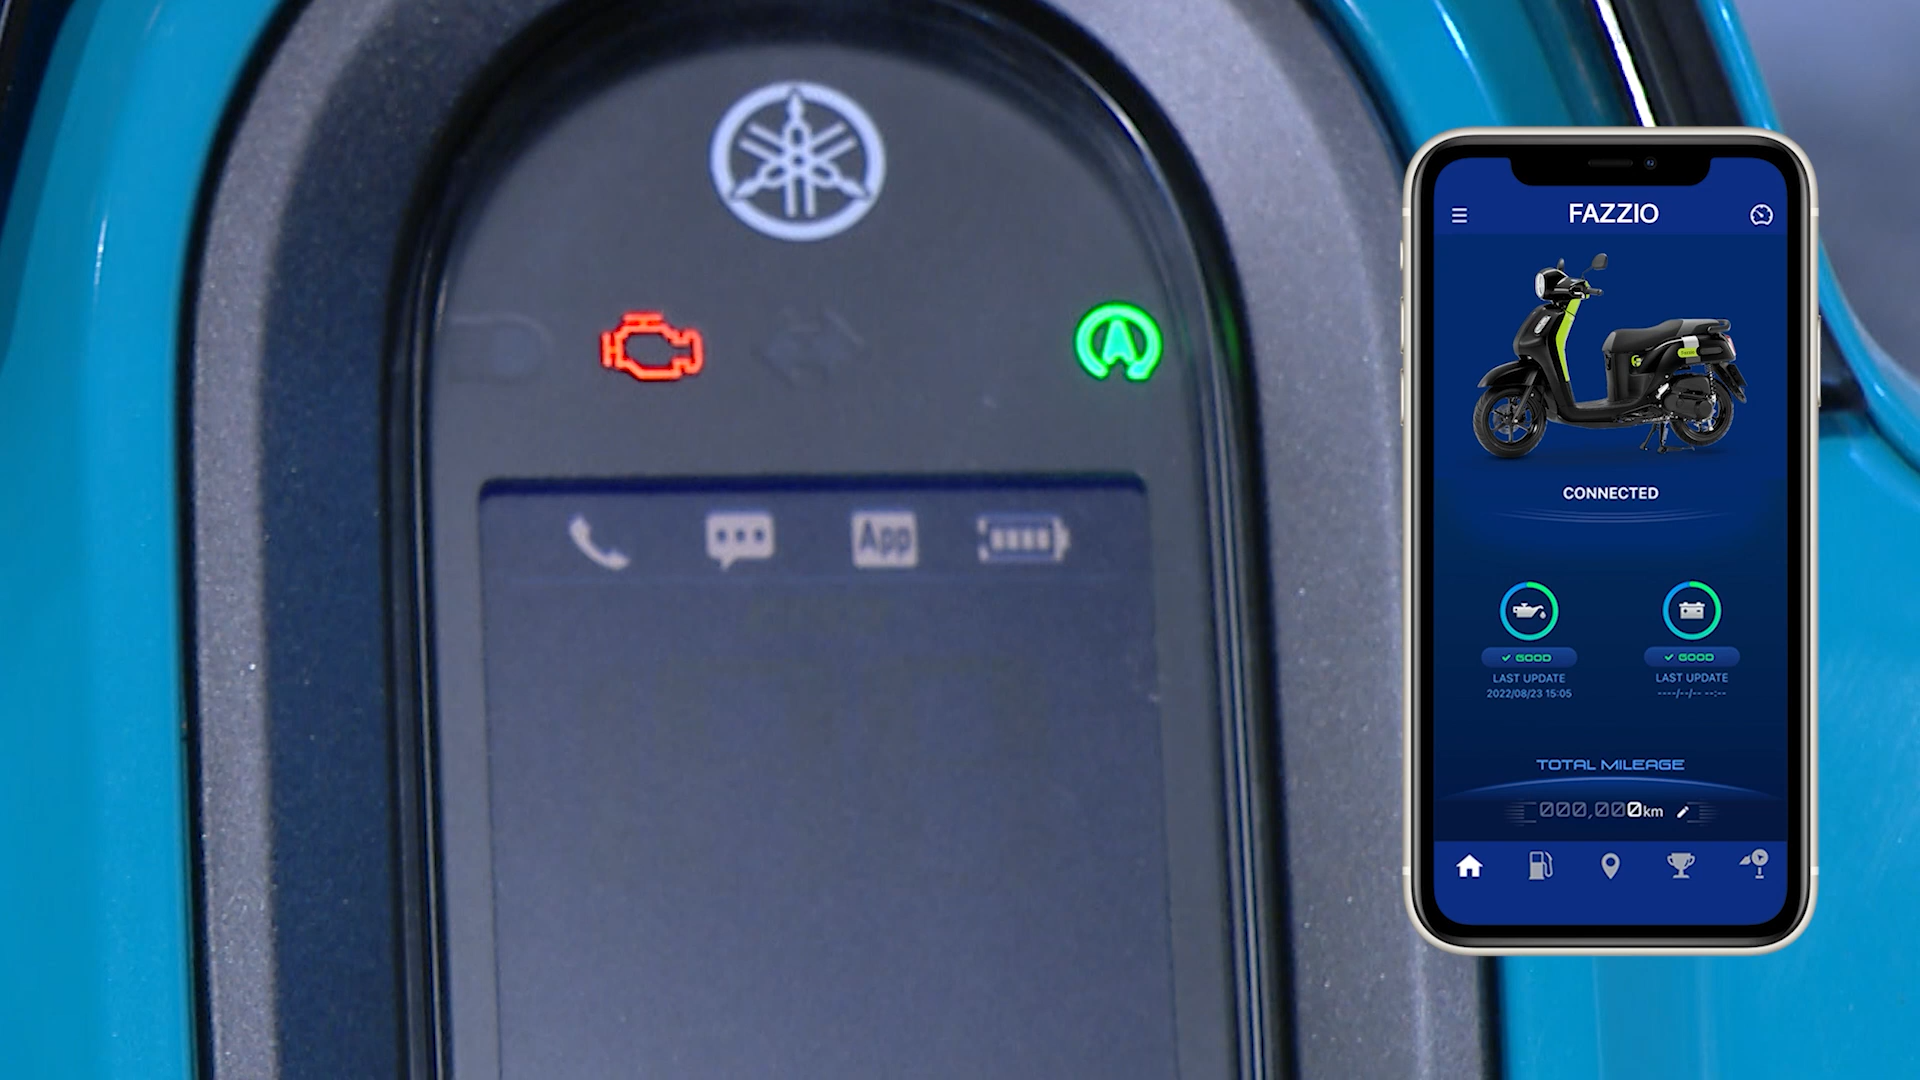 App
FAZZIO
CONNECTED
GOOD
GOOD
LAST UPDATE
LAST UPDATE
2022/08/23 15:05
----/--/-- --:--
TOTAL MILEAGE
000,000km